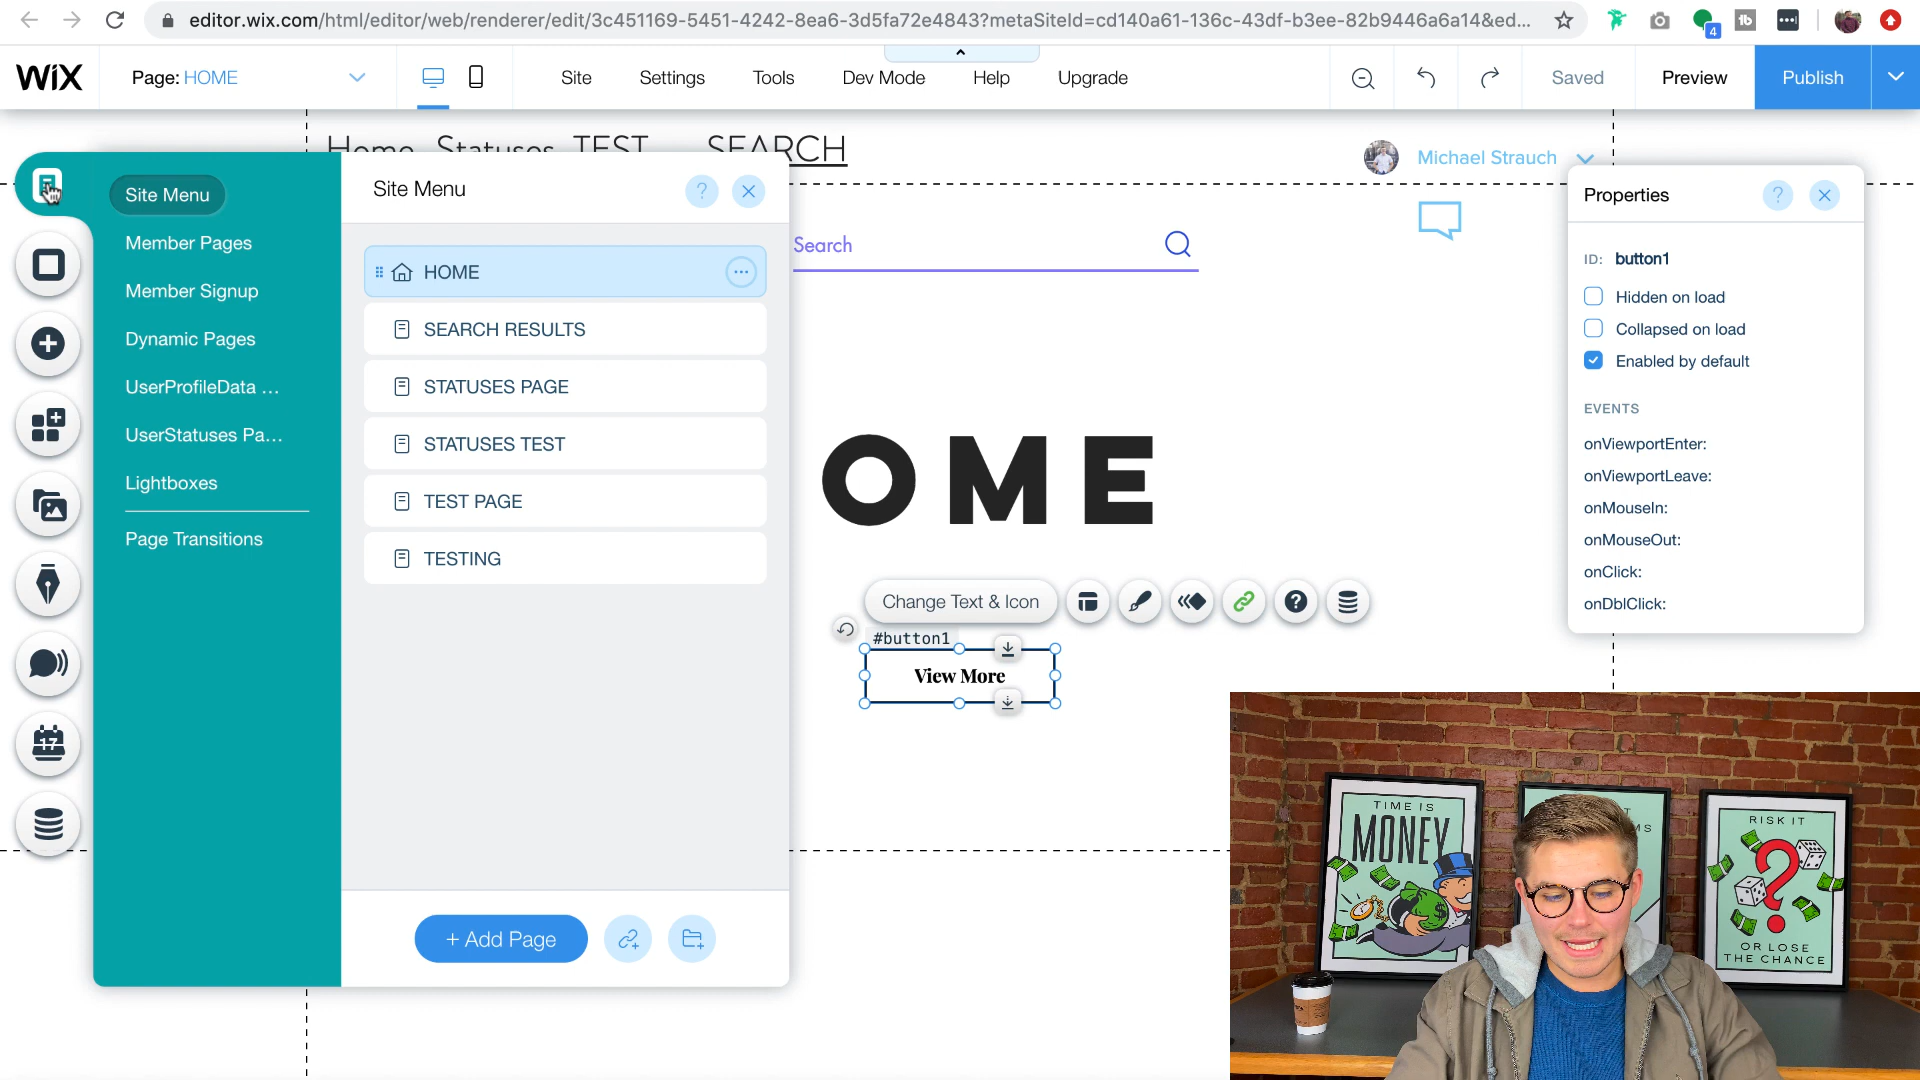 editor.wix.com/html/editor/web/renderer/edit/3c451169-5451-4242-8ea6-3d5fa72e4843?metaSiteId=cd140a61-136c-43df-b3ee-82b9446a6a14&ed...
4
WiX
Page: HOME
Site
Settings
Tools
Dev Mode
Help
Upgrade
Saved
Preview
Publish
Home
Statuses
TEST
SEARCH
Michael Strauch
Site Menu
Member Pages
Member Signup
Dynamic Pages
UserProfileData ...
UserStatuses Pa...
Lightboxes
Page Transitions
17
Site Menu
?
HOME
SEARCH RESULTS
STATUSES PAGE
STATUSES TEST
TEST PAGE
TESTING
+ Add Page
Search
OME
Change Text & Icon
?
#button1
View More
Properties
?
ID: button1
Hidden on load
Collapsed on load
Enabled by default
EVENTS
onViewportEnter:
onViewportLeave:
onMouseIn:
onMouseOut:
onClick:
onDblClick:
TIME IS
MONEY
RISK IT
?
OR LOSE
THE CHANCE